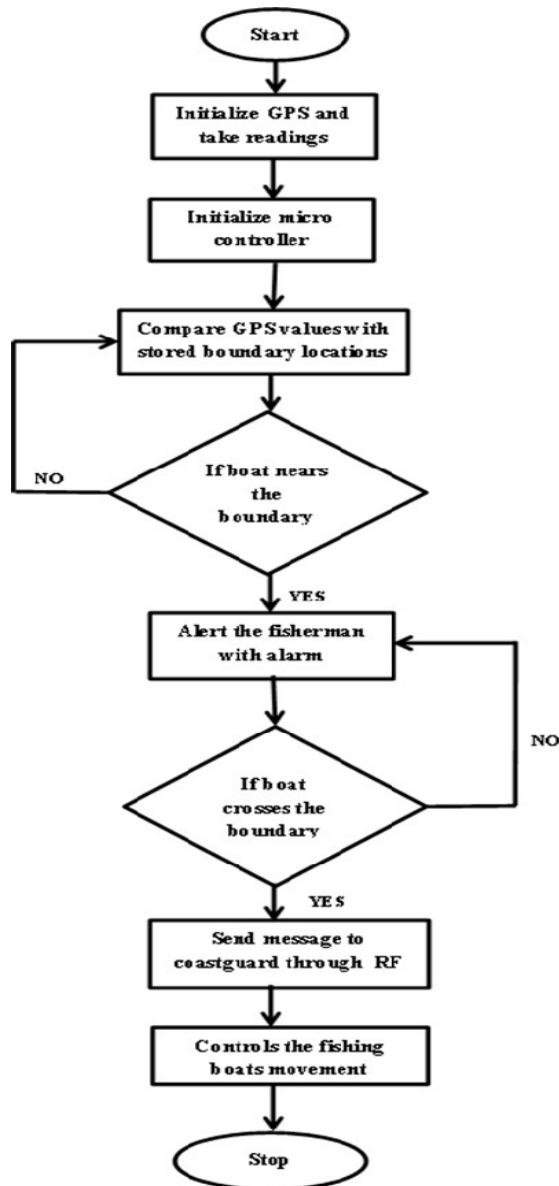 Start
Initialize GPS and
take readings
Initialize micro
controller
Compare GPS values with
stored boundary locations
If boat nears
the
boundary
NO
YES
Alert the fisherman
with alarm
If boat
crosses the
boundary
NO
YES
Send message to
coastguard through RF
Controls the fishing
boats movement
Stop